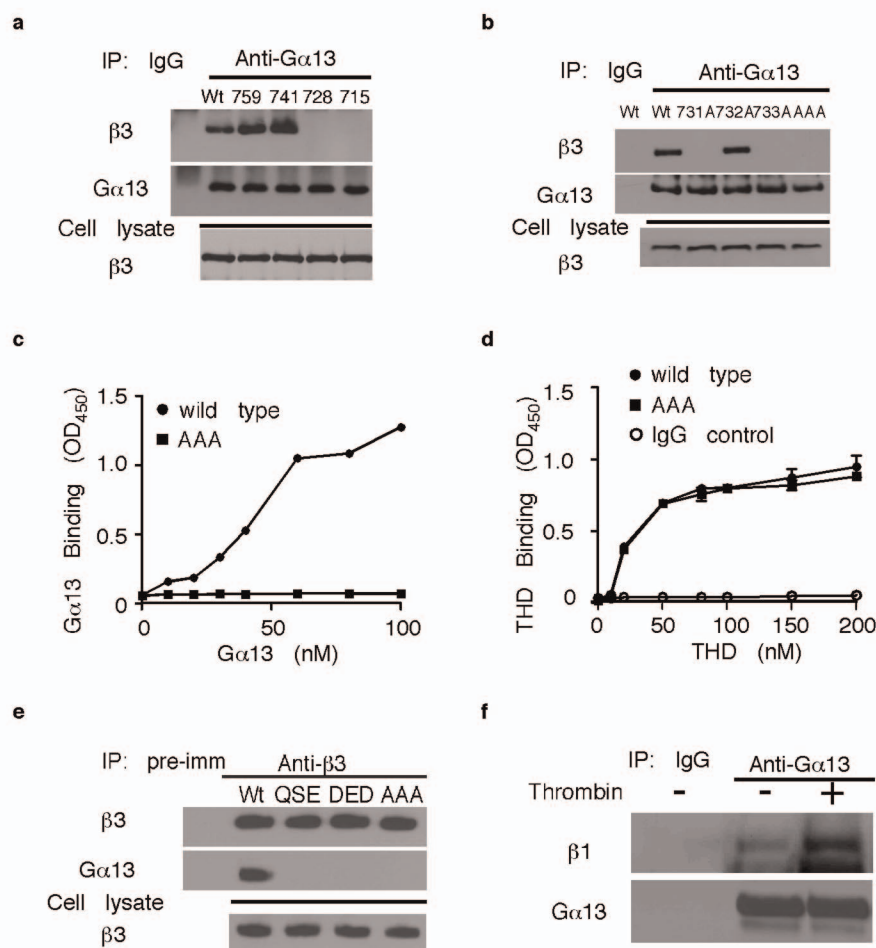 a
IP: IgG Anti-Gα13
Wt 759 741 728 715
β3
Gα13
Cell lysate
β3
b
IP: IgG Anti-Gα13
Wt Wt 731A732A733AAAA
β3
Gα13
Cell lysate
β3
c
Gα13 Binding (OD450)
1.5
1.0
0.5
0
wild type
AAA
0 50 100
Gα13 (nM)
d
THD Binding (OD450)
1.5
1.0
0.5
0
wild type
AAA
IgG control
0 50 100 150 200
THD (nM)
e
IP: pre-imm Anti-β3
Wt QSE DED AAA
β3
Gα13
Cell lysate
β3
f
IP: IgG Anti-Gα13
Thrombin - - +
β1
Gα13